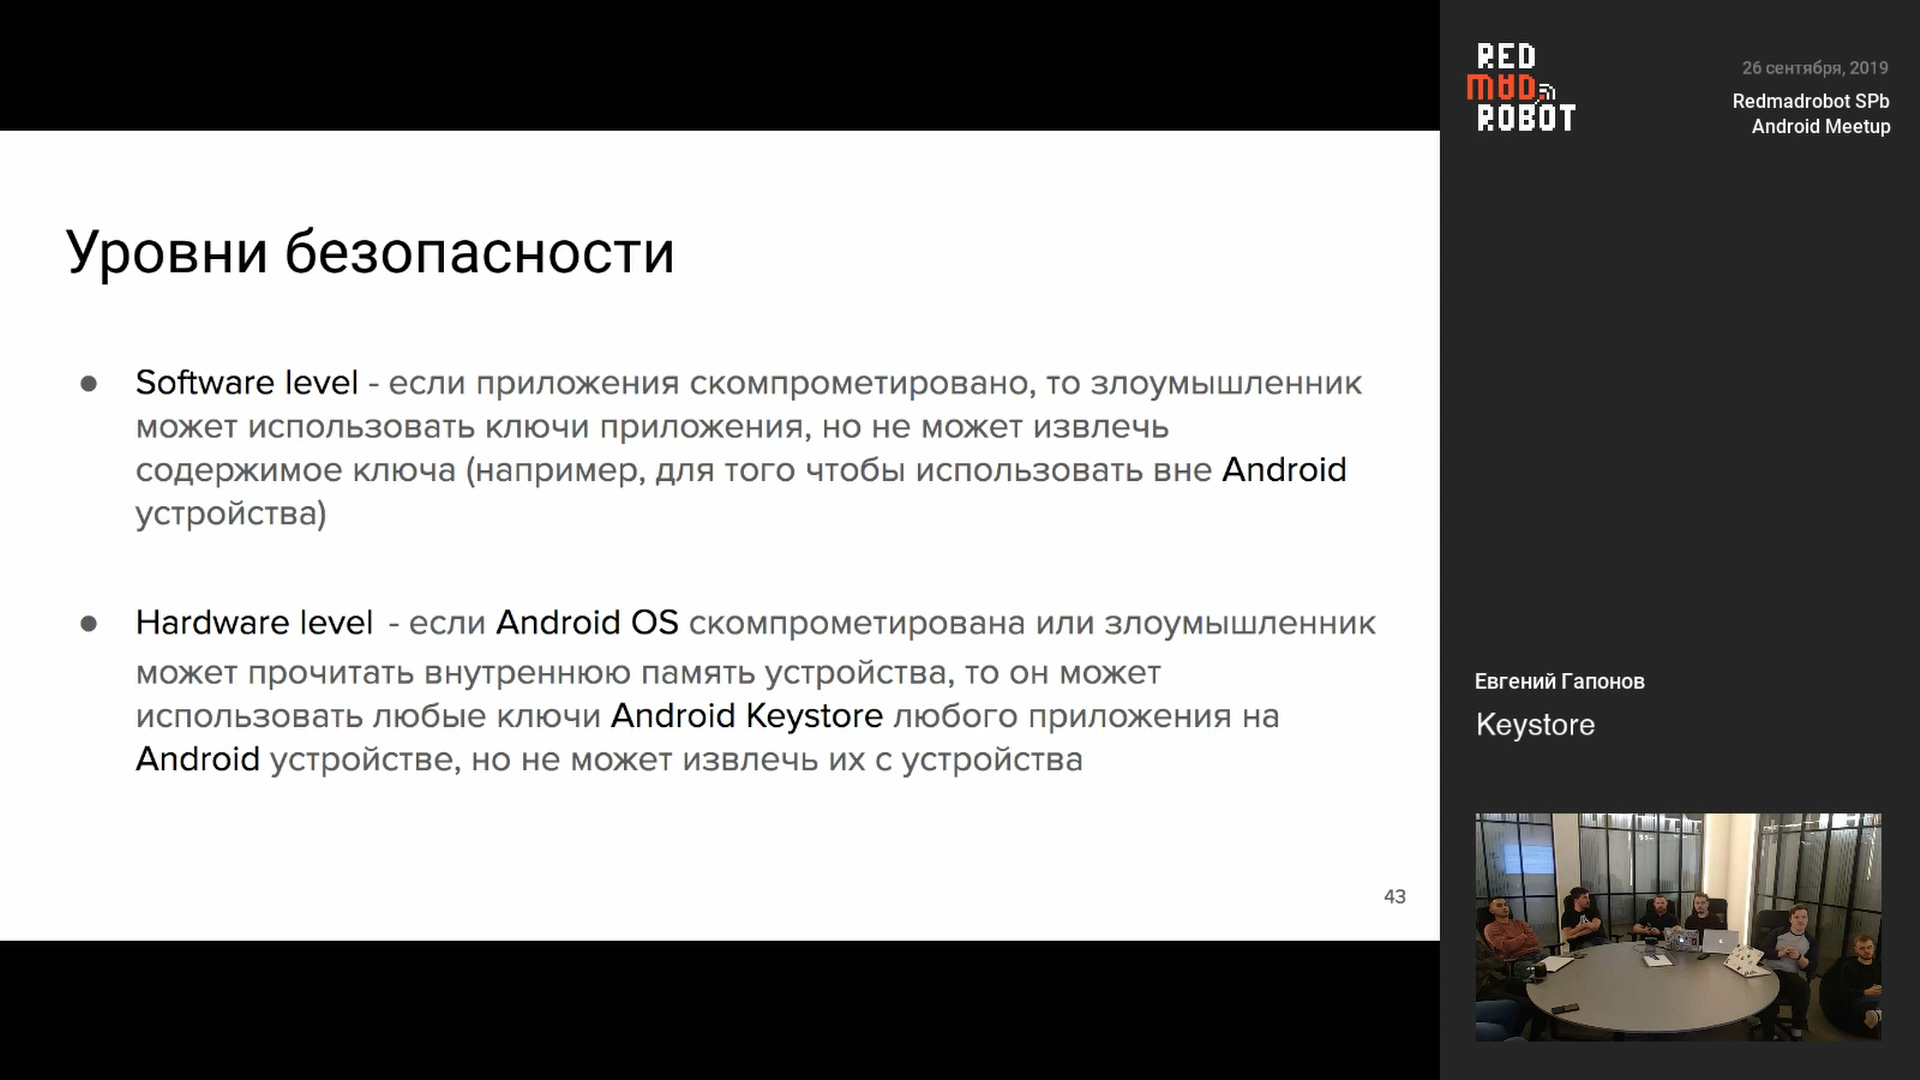 Уровни безопасности
● Software level - если приложения скомпрометировано, то злоумышленник
может использовать ключи приложения, но не может извлечь
содержимое ключа (например, для того чтобы использовать вне Android
устройства)
● Hardware level - если Android OS скомпрометирована или злоумышленник
может прочитать внутреннюю память устройства, то он может
использовать любые ключи Android Keystore любого приложения на
Android устройстве, но не может извлечь их с устройства
43
RED
MAD
ROBOT
26 сентября, 2019
Redmadrobot SPb
Android Meetup
Евгений Гапонов
Keystore